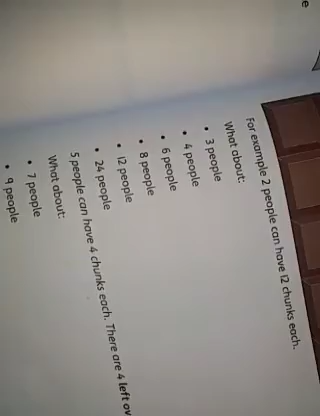 e
For example 2 people can have 12 chunks each.
What about:
• 3 people
• 4 people
• 6 people
• 8 people
• 12 people
• 24 people
5 people can have 4 chunks each. There are 4 left ov
What about:
• 7 people
• 9 people